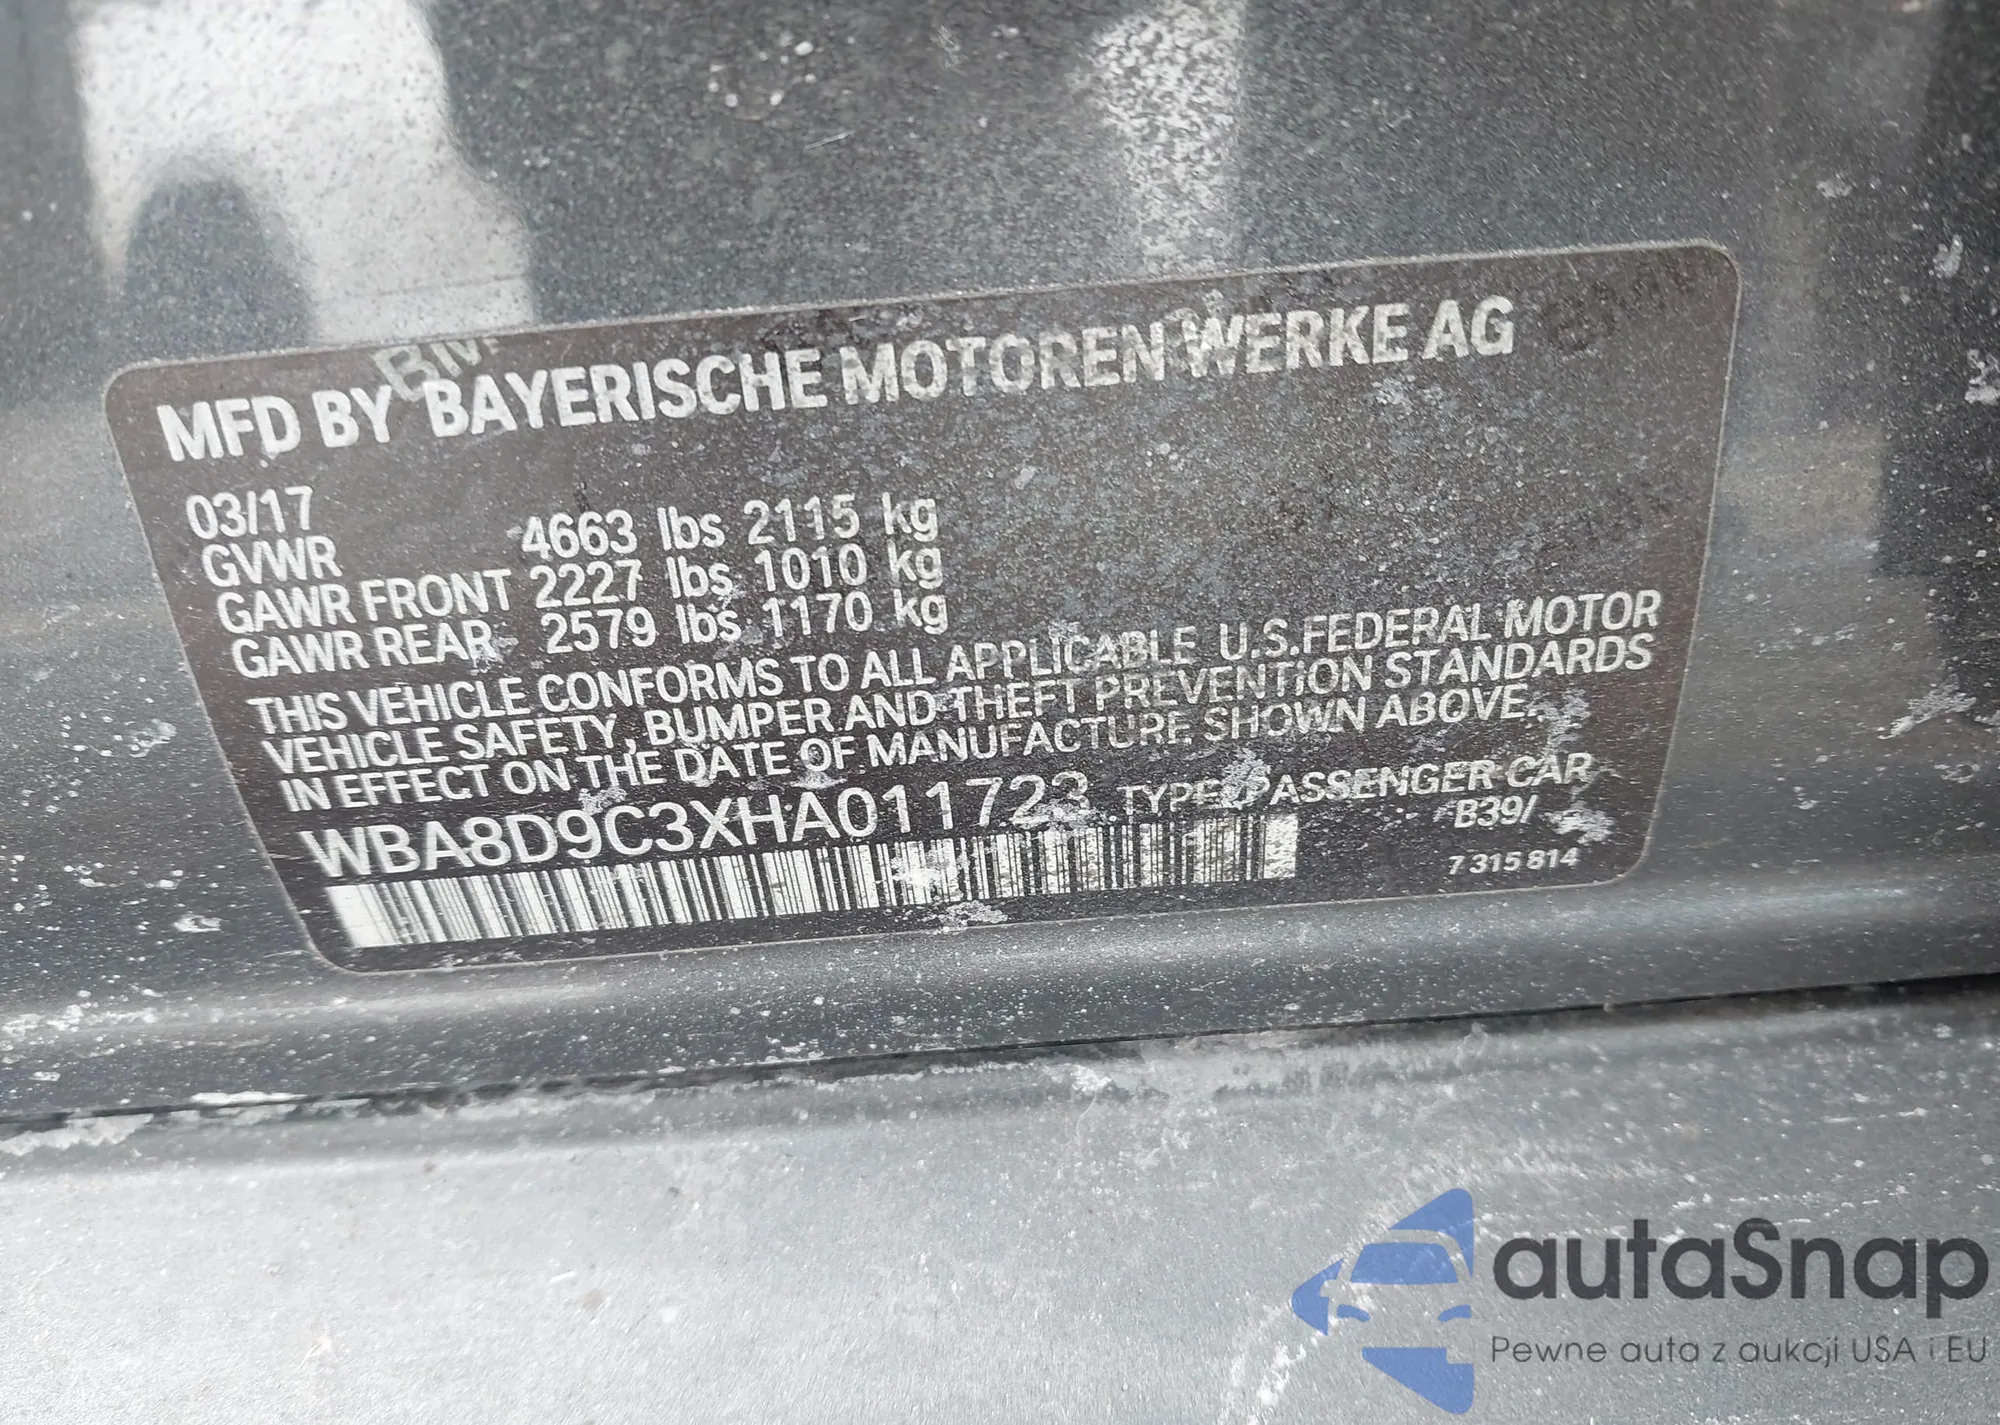 MFD BY BAYERISCHE MOTOREN WERKE AG
03/17
GVWR 4663 lbs 2115 kg
GAWR FRONT 2227 lbs 1010 kg
GAWR REAR 2579 lbs 1170 kg
THIS VEHICLE CONFORMS TO ALL APPLICABLE U.S.FEDERAL MOTOR
VEHICLE SAFETY, BUMPER AND THEFT PREVENTION STANDARDS
IN EFFECT ON THE DATE OF MANUFACTURE SHOWN ABOVE.
WBA8D9C3XHA011723 TYPE: PASSENGER CAR
B39/
7 315 814
autaSnap
Pewne auta z aukcji USA i EU